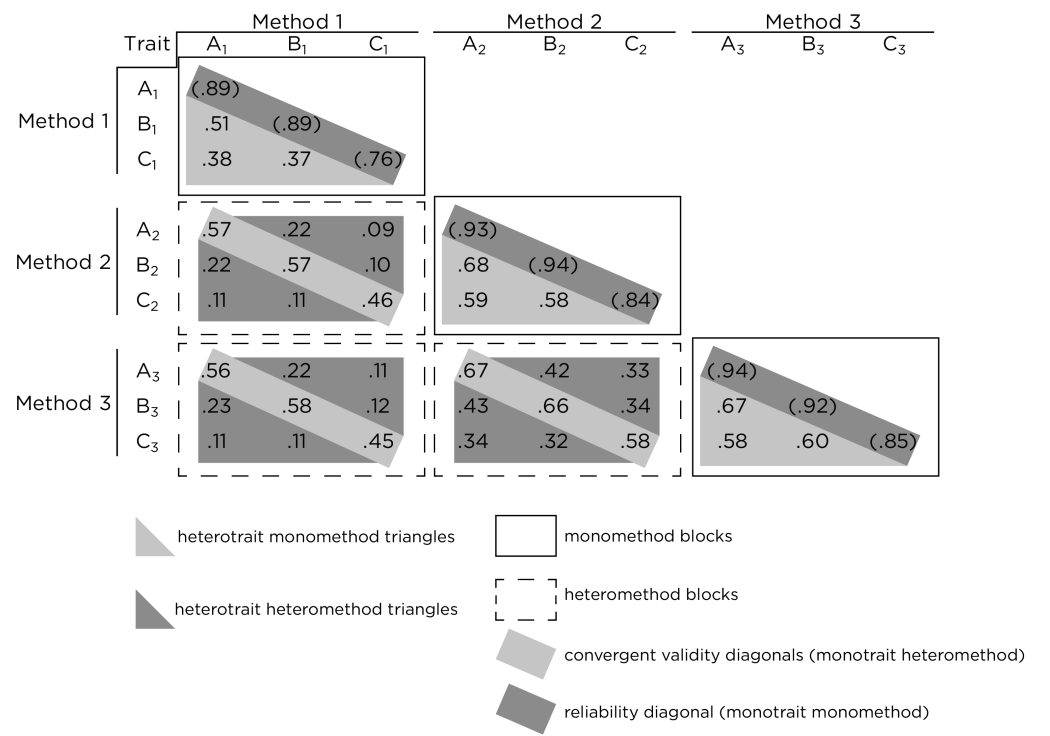 Method 1 Method 2 Method 3
Trait A1 B1 C1 A2 B2 C2 A3 B3 C3
A1 (.89)
Method 1 B1 .51 (.89)
C1 .38 .37 (.76)
A2 .57 .22 .09 (.93)
Method 2 B2 .22 .57 .10 .68 (.94)
C2 .11 .11 .46 .59 .58 (.84)
A3 .56 .22 .11 .67 .42 .33 (.94)
Method 3 B3 .23 .58 .12 .43 .66 .34 .67 (.92)
C3 .11 .11 .45 .34 .32 .58 .58 .60 (.85)
heterotrait monomethod triangles monomethod blocks
heterotrait heteromethod triangles heteromethod blocks
convergent validity diagonals (monotrait heteromethod)
reliability diagonal (monotrait monomethod)